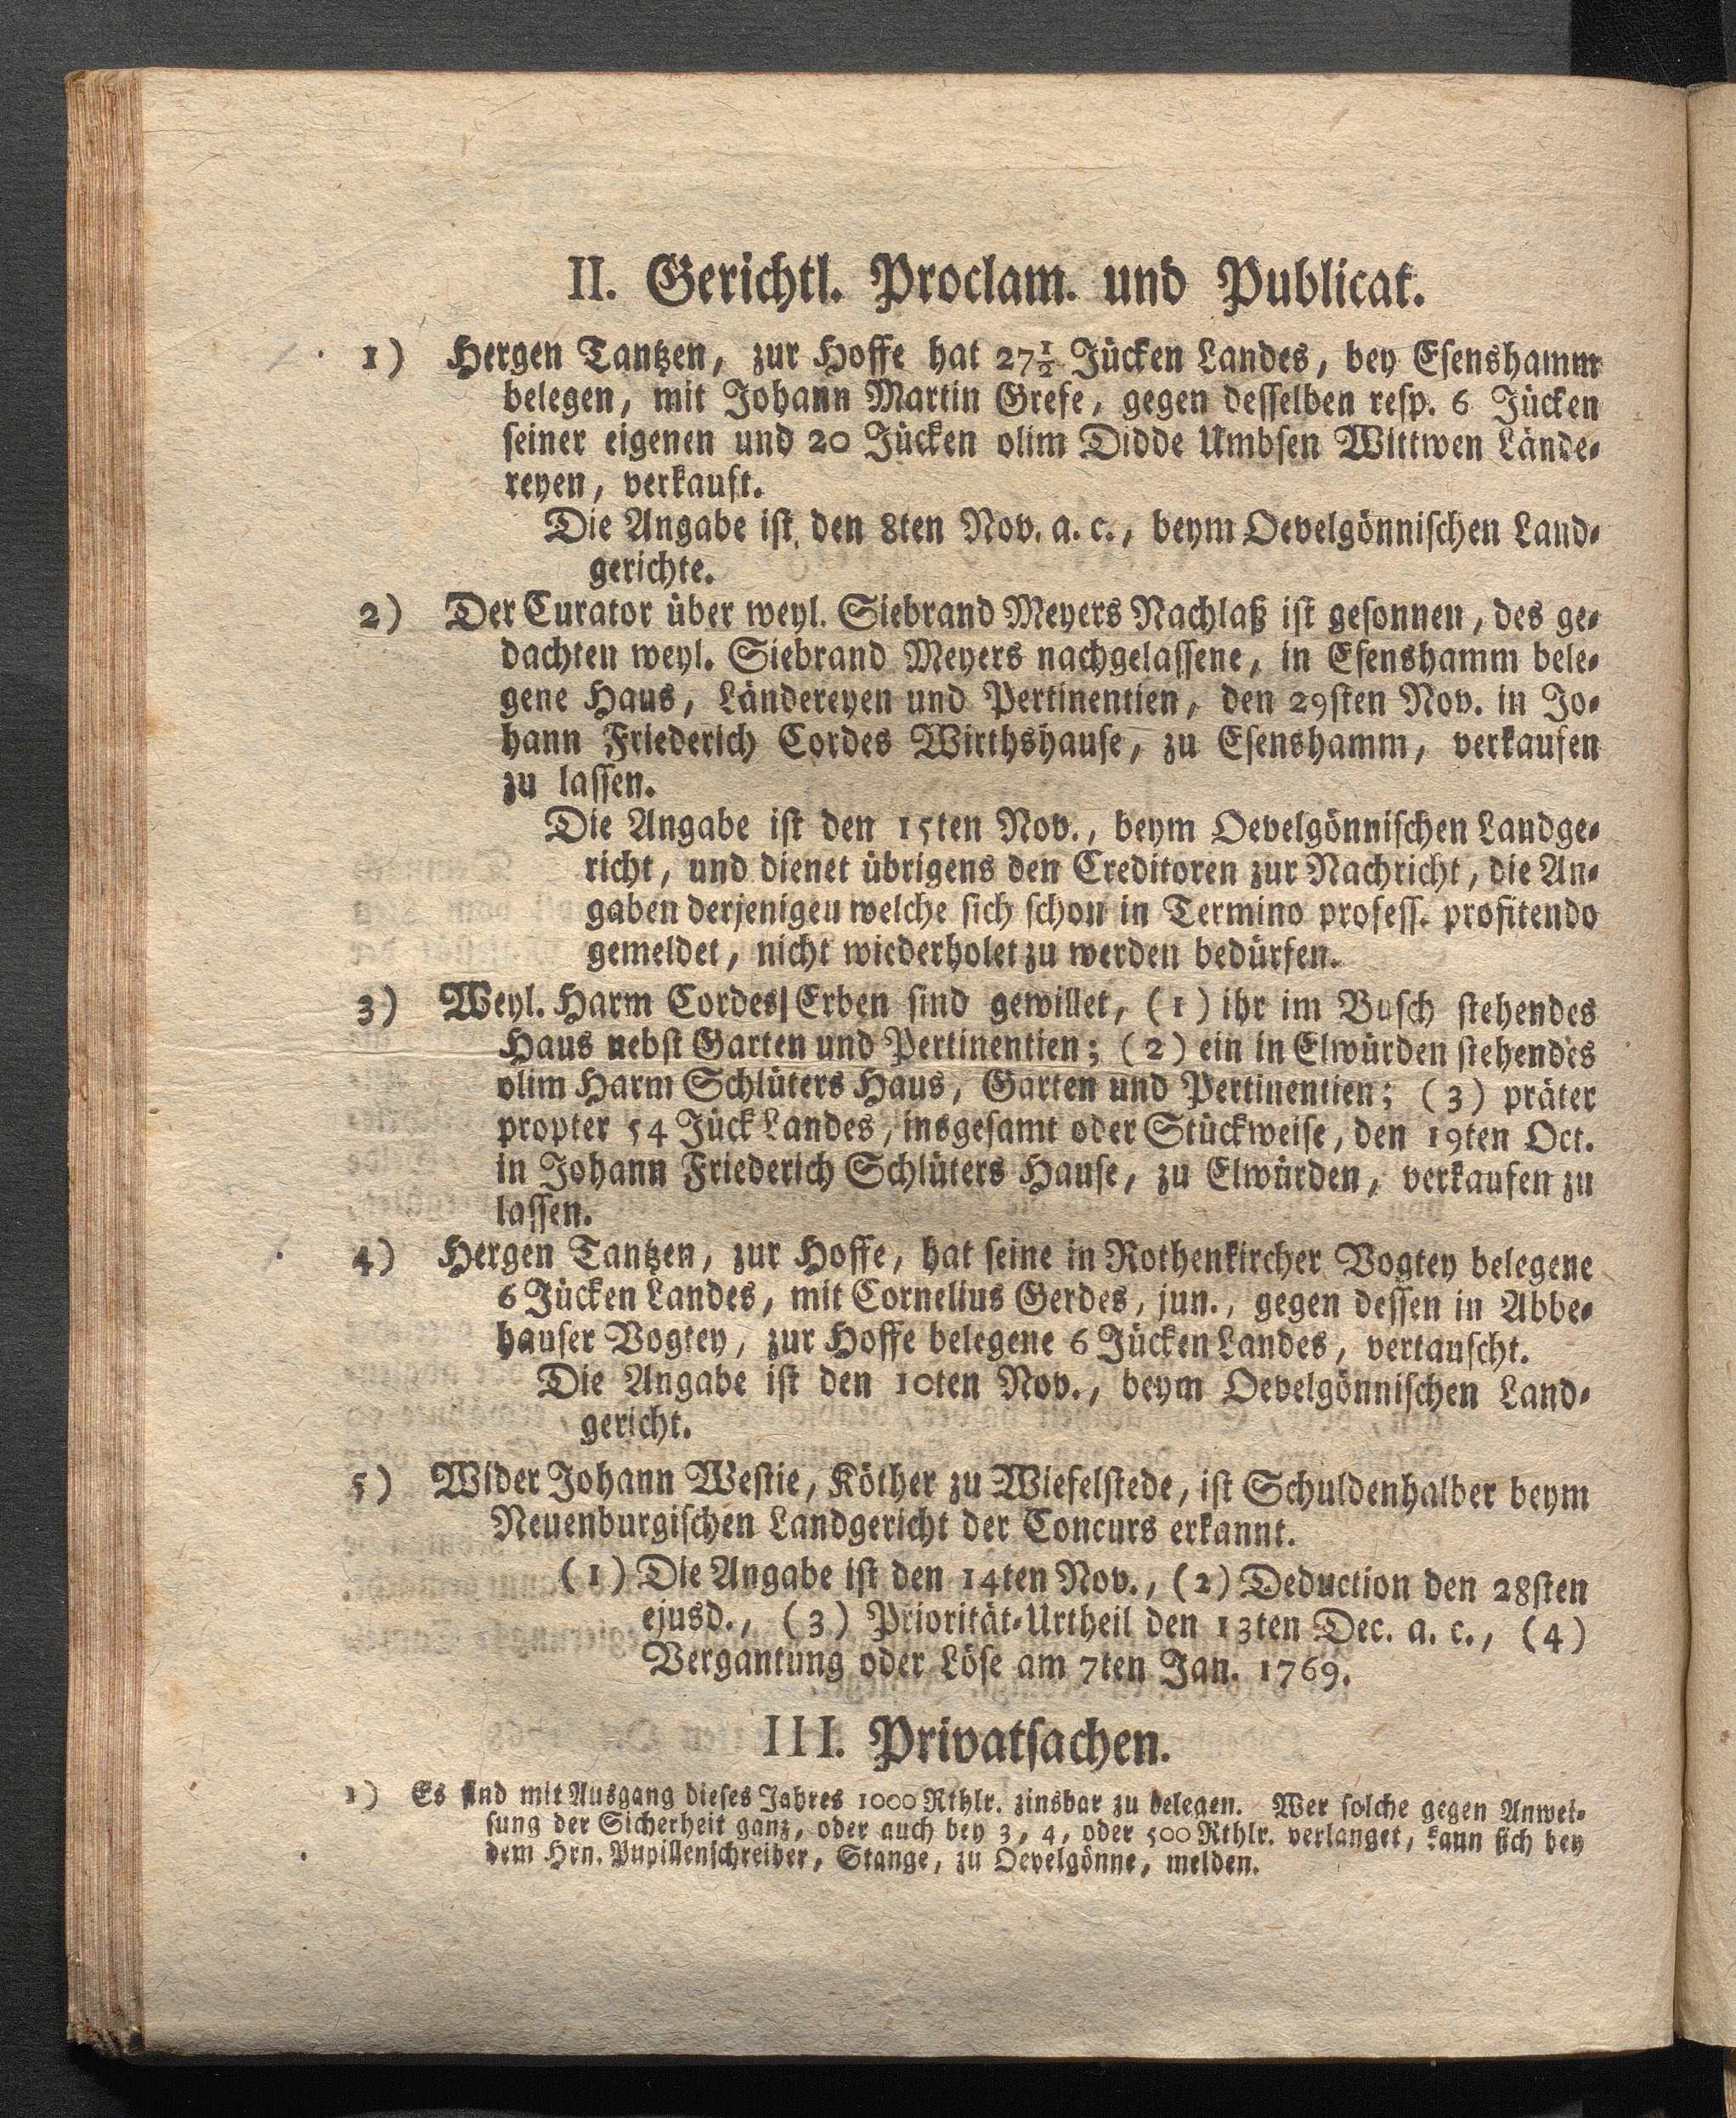 II. Gerichtl. Proclam. und Publicat.
1) Hergen Tantzen, zur Hoffe hat 27½ Jücken Landes, bey Esenshamm
belegen, mit Johann Martin Grefe, gegen desselben resp. 6 Jücken
seiner eigenen und 20 Jücken olim Didde Umbsen Wittwen Lände-
reyen, verkauft.
Die Angabe ist den 8ten Nov. a. c., beym Oevelgönnischen Land-
gerichte.
2) Der Curator über weyl. Siebrand Meyers Nachlaß ist gesonnen, des ge-
dachten weyl. Siebrand Meyers nachgelassene, in Esenshamm bele-
gene Haus, Ländereyen und Pertinentien, den 29sten Nov. in Jo-
hann Friederich Cordes Wirthshause, zu Esenshamm, verkaufen
zu lassen.
Die Angabe ist den 15ten Nov., beym Oevelgönnischen Landge-
richt, und dienet übrigens den Creditoren zur Nachricht, die An-
gaben derjenigen welche sich schon in Termino profess. profitendo
gemeldet, nicht wiederholet zu werden bedürfen.
3) Weyl. Harm Cordes Erben sind gewillet, (1) ihr im Busch stehendes
Haus nebst Garten und Pertinentien; (2) ein in Elwürden stehendes
olim Harm Schlüters Haus, Garten und Pertinentien; (3) präter
propter 54 Jück Landes, insgesamt oder Stückweise, den 19ten Oct.
in Johann Friederich Schlüters Hause, zu Elwürden, verkaufen zu
lassen.
4) Hergen Tantzen, zur Hoffe, hat seine in Rothenkircher Vogtey belegene
6 Jücken Landes, mit Cornelius Gerdes, jun., gegen dessen in Abbe-
hauser Vogtey, zur Hoffe belegene 6 Jücken Landes, vertauscht.
Die Angabe ist den 10ten Nov., beym Oevelgönnischen Land-
gericht.
5) Wider Johann Westie, Köther zu Wiefelstede, ist Schuldenhalber beym
Neuenburgischen Landgericht der Concurs erkannt.
(1) Die Angabe ist den 14ten Nov., (2) Deduction den 28sten
ejusd., (3) Priorität-Urtheil den 13ten Dec. a. c., (4)
Vergantung oder Löse am 7ten Jan. 1769.
III. Privatsachen.
1) Es sind mit Ausgang dieses Jahres 1000 Rthlr. zinsbar zu belegen. Wer solche gegen Anwei-
sung der Sicherheit ganz, oder auch bey 3, 4, oder 500 Rthlr. verlanget, kann sich bey
dem Hrn. Pupillenschreiber, Stange, zu Oevelgönne, melden.